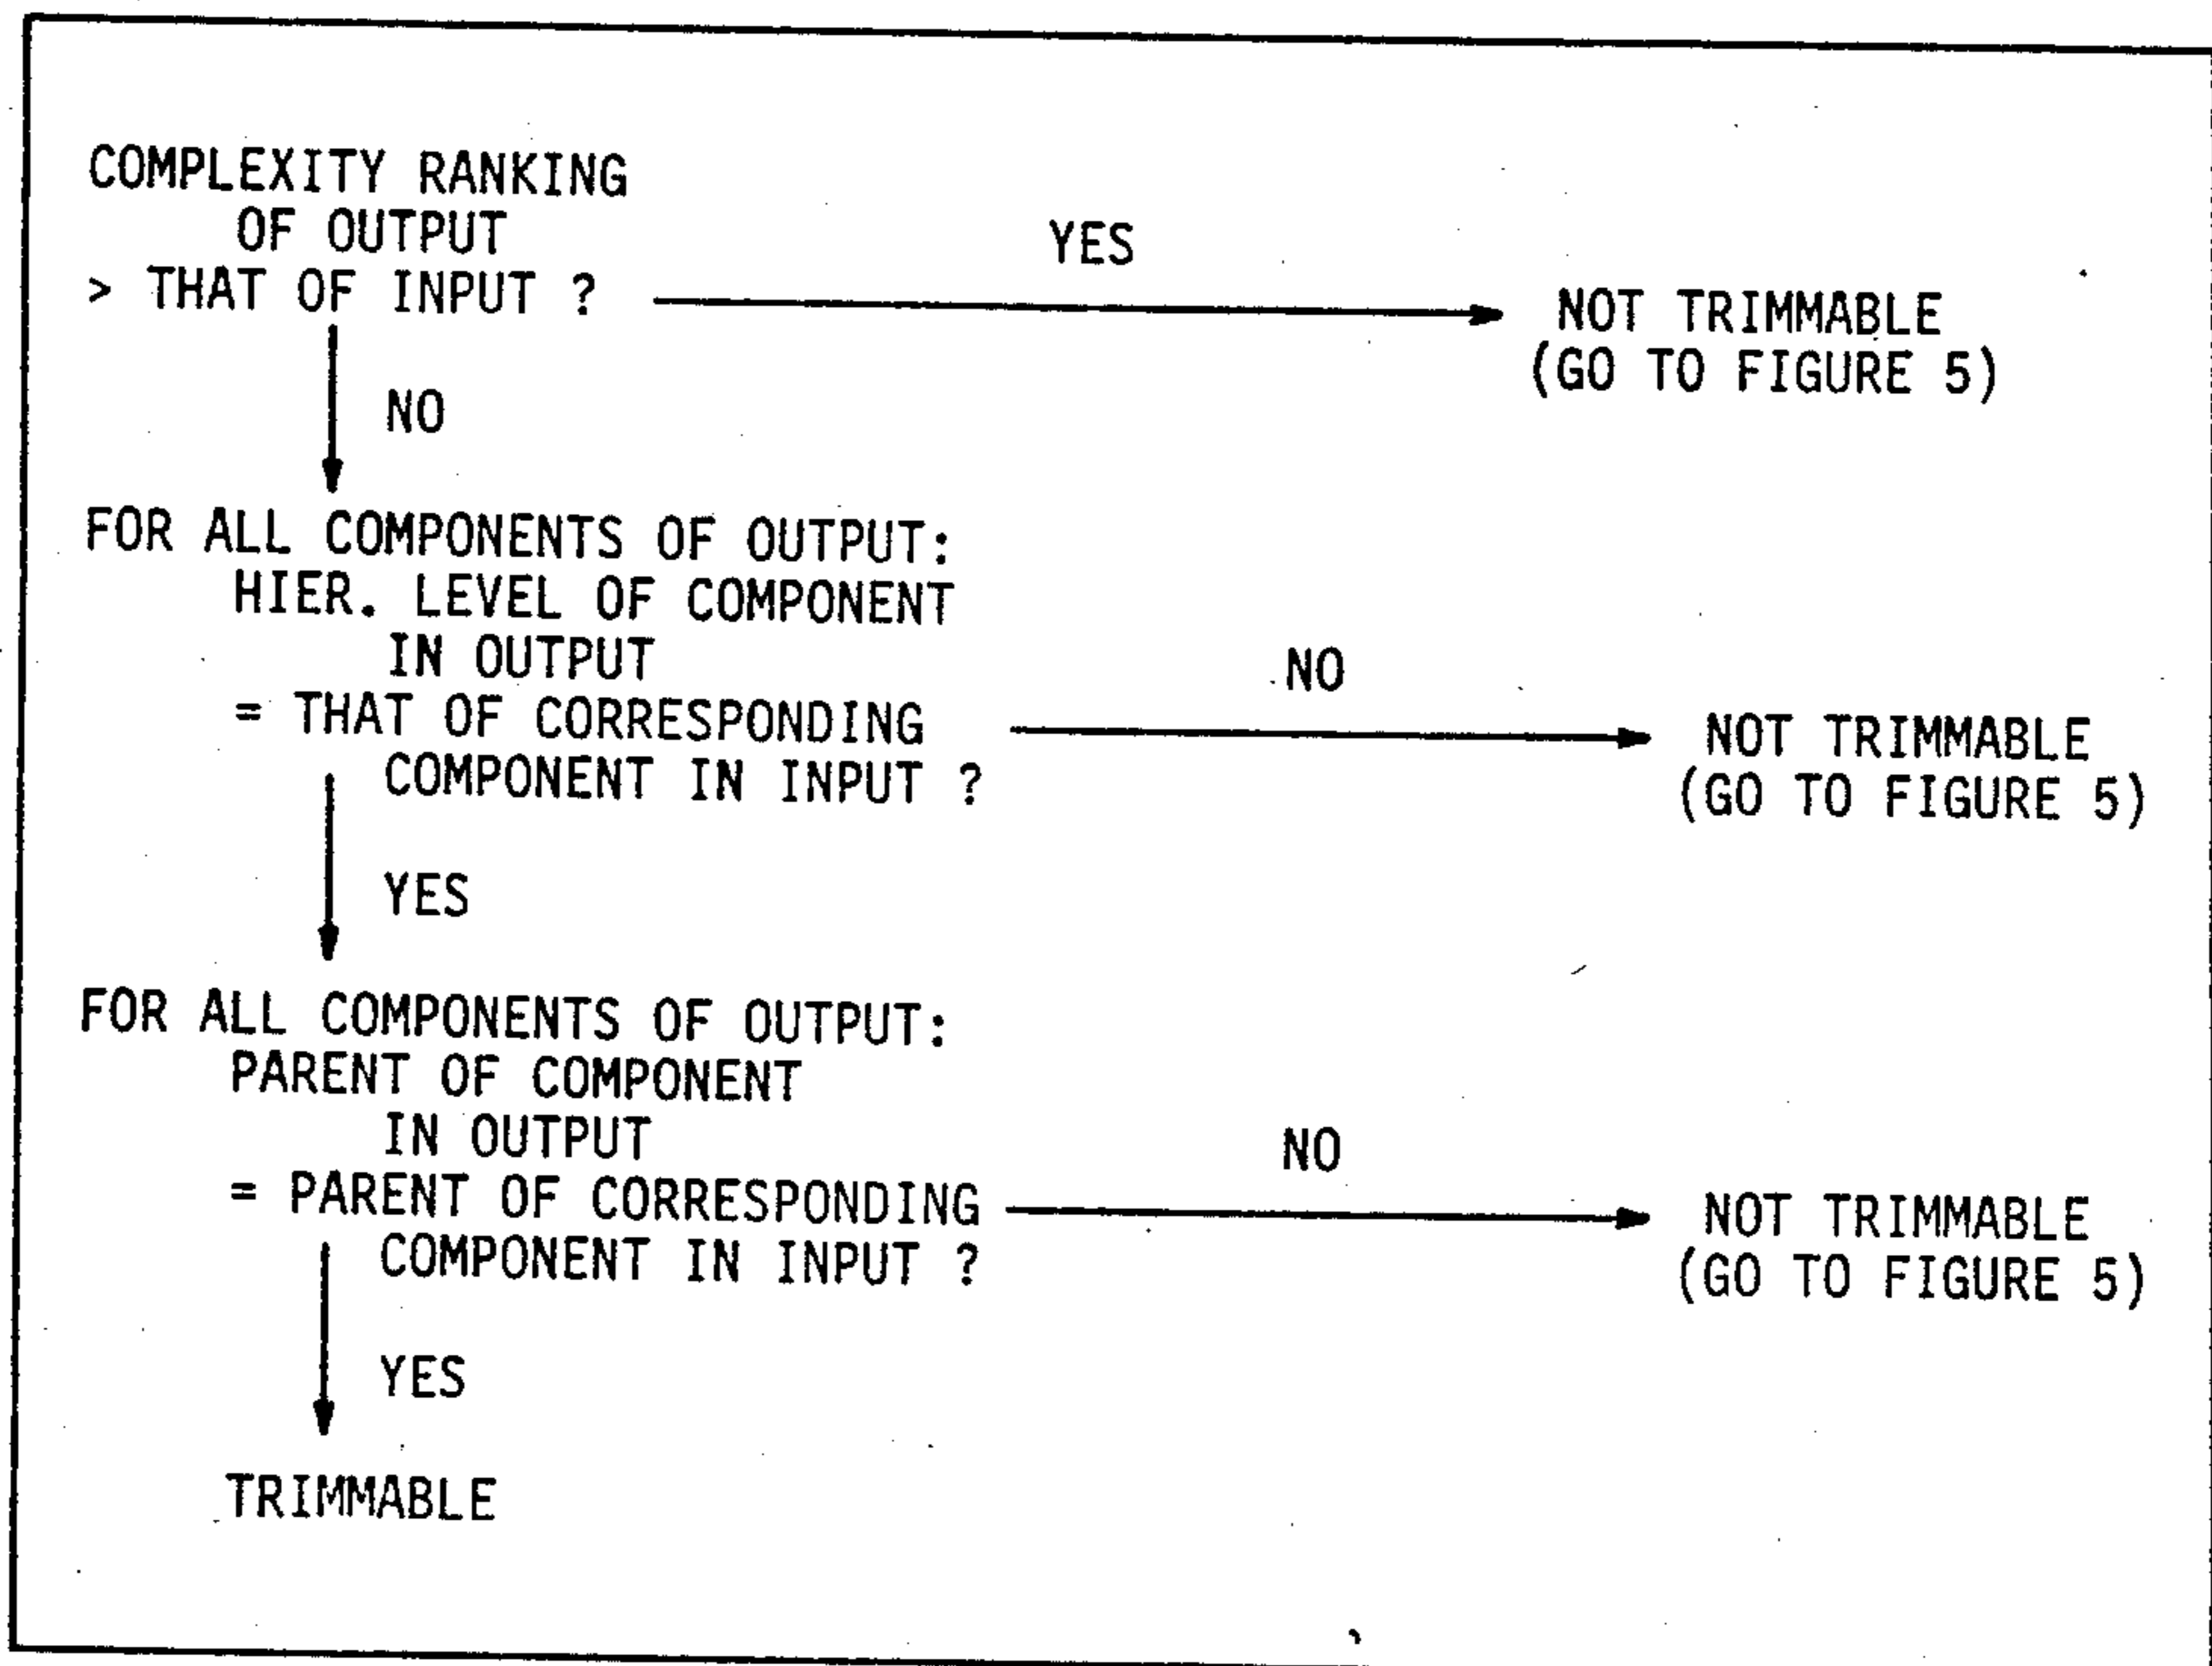 COMPLEXITY RANKING
OF OUTPUT
> THAT OF INPUT ?
YES
NOT TRIMMABLE
(GO TO FIGURE 5)
NO
FOR ALL COMPONENTS OF OUTPUT:
HIER. LEVEL OF COMPONENT
IN OUTPUT
= THAT OF CORRESPONDING
COMPONENT IN INPUT ?
NO
NOT TRIMMABLE
(GO TO FIGURE 5)
YES
FOR ALL COMPONENTS OF OUTPUT:
PARENT OF COMPONENT
IN OUTPUT
= PARENT OF CORRESPONDING
COMPONENT IN INPUT ?
NO
NOT TRIMMABLE
(GO TO FIGURE 5)
YES
TRIMMABLE